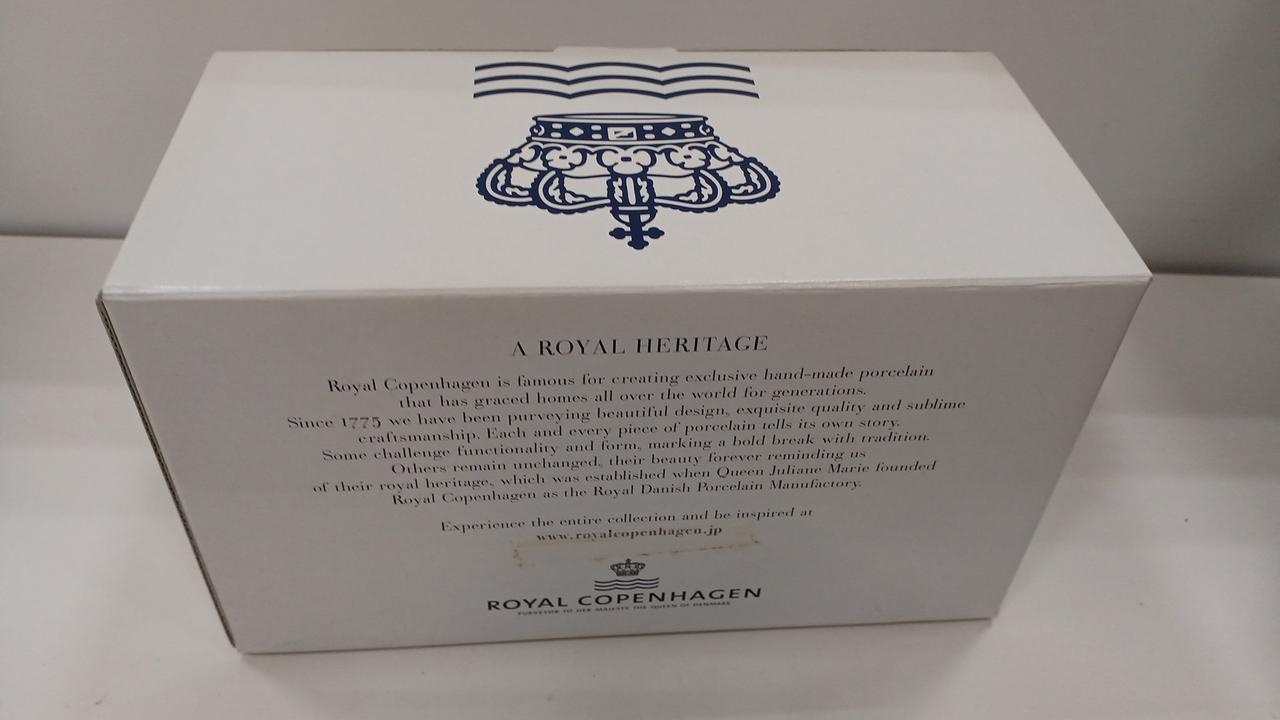 A ROYAL HERITAGE
Royal Copenhagen is famous for creating exclusive hand-made porcelain
that has graced homes all over the world for generations.
Since 1775 we have been purveying beautiful design, exquisite quality and sublime
craftsmanship. Each and every piece of porcelain tells its own story.
Some challenge functionality and form, marking a bold break with tradition.
Others remain unchanged, their beauty forever reminding us
of their royal heritage, which was established when Queen Juliane Marie founded
Royal Copenhagen as the Royal Danish Porcelain Manufactory.
Experience the entire collection and be inspired at
www.royalcopenhagen.jp
ROYAL COPENHAGEN
PURVEYOR TO HER MAJESTY THE QUEEN OF DENMARK